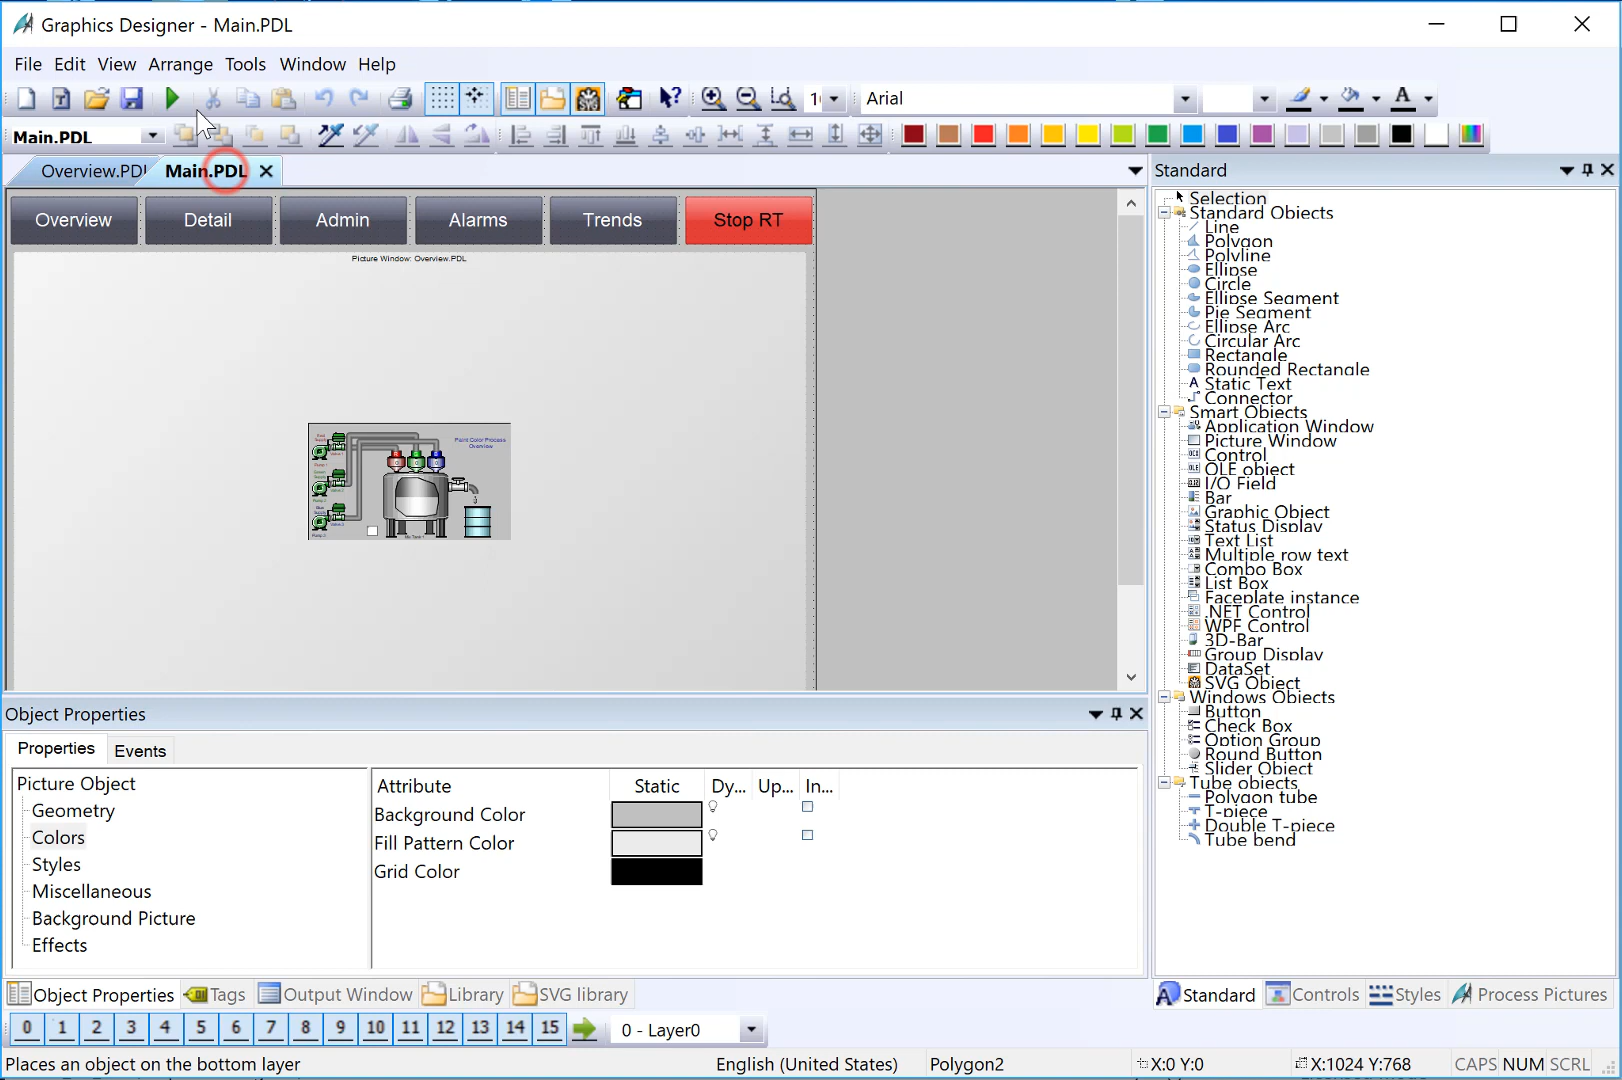 Graphics Designer - Main.PDL
File Edit View Arrange Tools Window Help
Arial
Main.PDL
Overview.PDL Main.PDL
Overview Detail Admin Alarms Trends Stop RT
Picture Window: Overview.PDL
Paint Color Process
Overview
Object Properties
Properties Events
Picture Object
Geometry
Colors
Styles
Miscellaneous
Background Picture
Effects
Attribute Static Dy... Up... In...
Background Color
Fill Pattern Color
Grid Color
Standard
Selection
Standard Objects
Line
Polygon
Polyline
Ellipse
Circle
Ellipse Segment
Pie Segment
Ellipse Arc
Circular Arc
Rectangle
Rounded Rectangle
Static Text
Connector
Smart Objects
Application Window
Picture Window
Control
OLE object
I/O Field
Bar
Graphic Object
Status Display
Text List
Multiple row text
Combo Box
List Box
Faceplate instance
.NET Control
WPF Control
3D-Bar
Group Display
DataSet
SVG Object
Windows Objects
Button
Check Box
Option Group
Round Button
Slider Object
Tube objects
Polygon tube
T-piece
Double T-piece
Tube bend
Object Properties Tags Output Window Library SVG library
Standard Controls Styles Process Pictures
0 1 2 3 4 5 6 7 8 9 10 11 12 13 14 15 0 - Layer0
Places an object on the bottom layer English (United States) Polygon2 X:0 Y:0 X:1024 Y:768 CAPS NUM SCRL